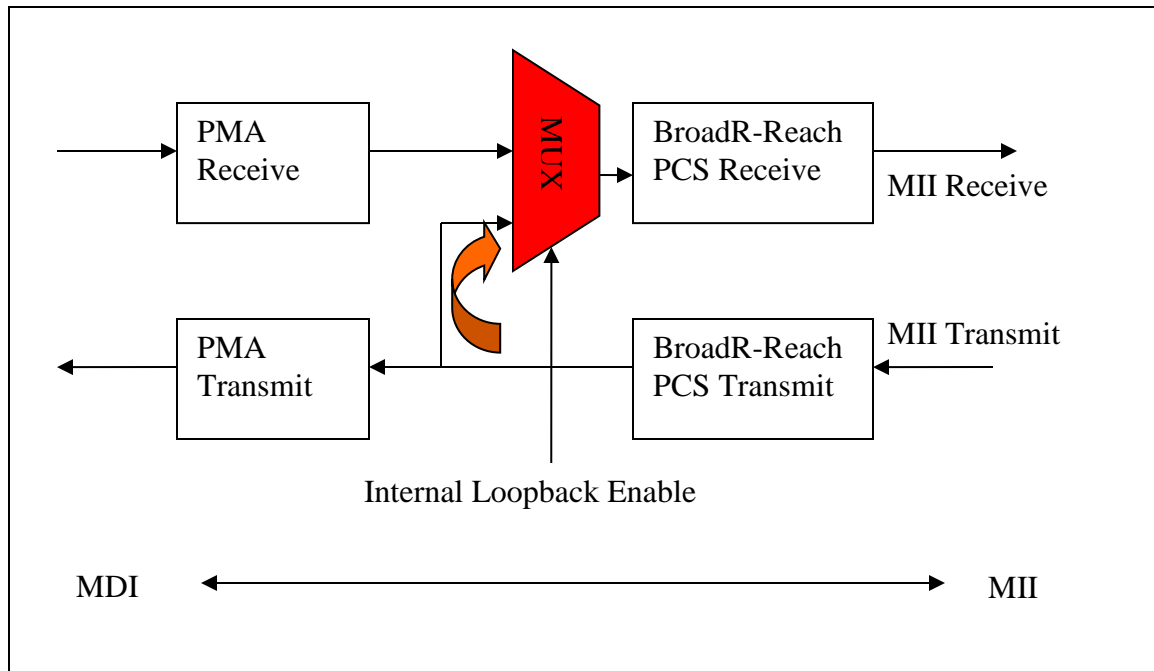 PMA
Receive
MUX
BroadR-Reach
PCS Receive
MII Receive
PMA
Transmit
BroadR-Reach
PCS Transmit
MII Transmit
Internal Loopback Enable
MDI
MII